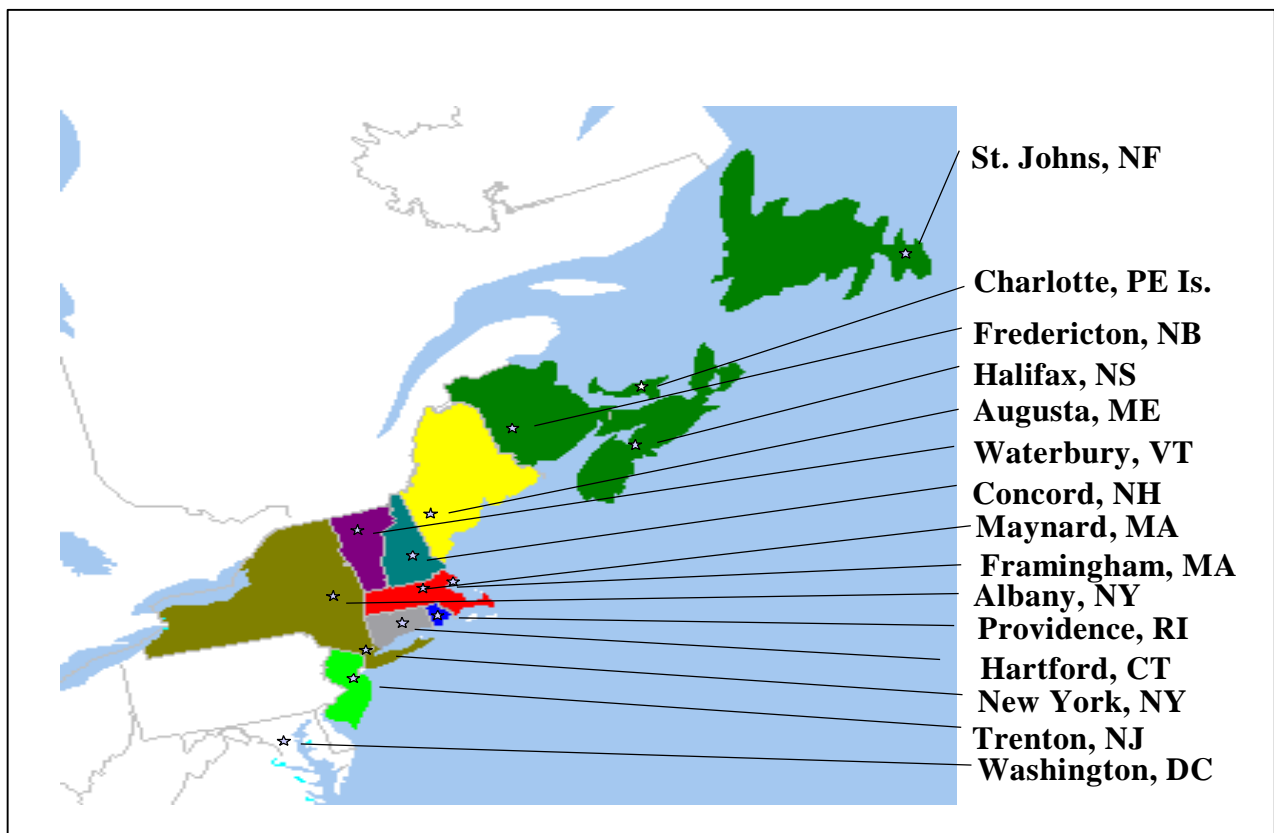 St. Johns, NF
Charlotte, PE Is.
Fredericton, NB
Halifax, NS
Augusta, ME
Waterbury, VT
Concord, NH
Maynard, MA
Framingham, MA
Albany, NY
Providence, RI
Hartford, CT
New York, NY
Trenton, NJ
Washington, DC